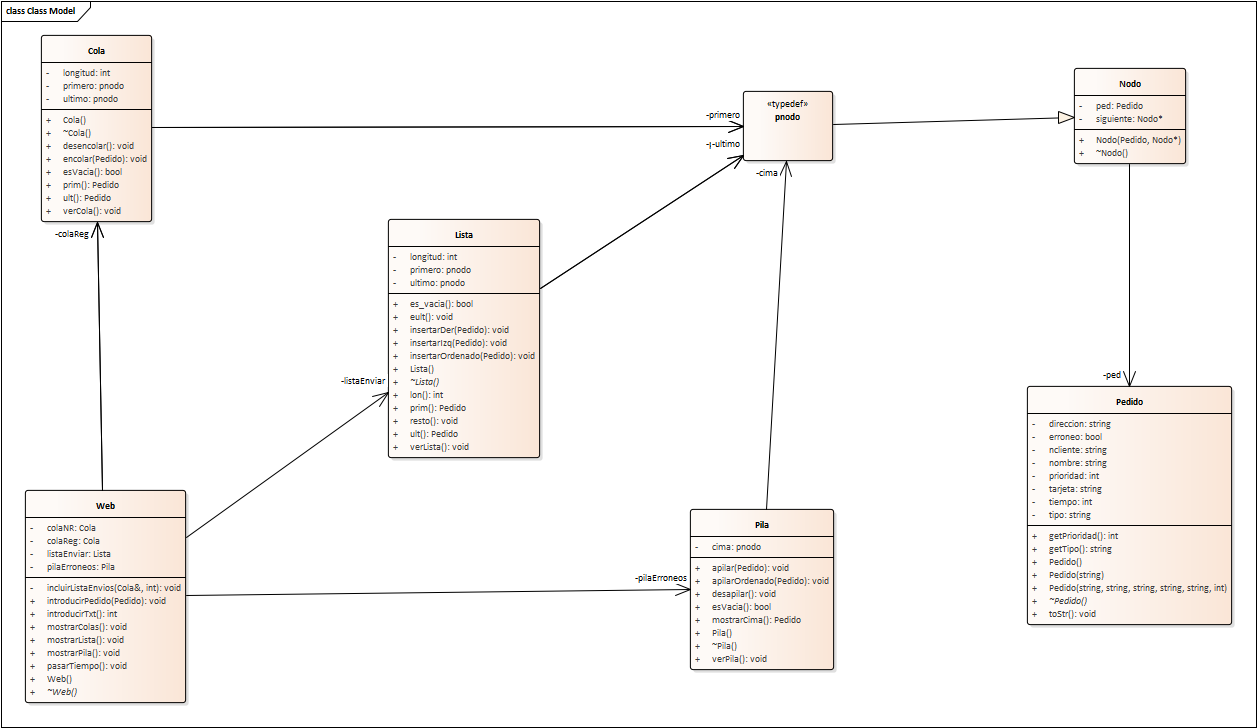 class Class Model
Cola
- longitud: int
- primero: pnodo
- ultimo: pnodo
+ Cola()
+ ~Cola()
+ desencolar(): void
+ encolar(Pedido): void
+ esVacia(): bool
+ prim(): Pedido
+ ult(): Pedido
+ verCola(): void
-colaReg
-primero
-ultimo
-cima
«typedef»
pnodo
Nodo
- ped: Pedido
- siguiente: Nodo*
+ Nodo(Pedido, Nodo*)
+ ~Nodo()
Lista
- longitud: int
- primero: pnodo
- ultimo: pnodo
+ es_vacia(): bool
+ eult(): void
+ insertarDer(Pedido): void
+ insertarIzq(Pedido): void
+ insertarOrdenado(Pedido): void
+ Lista()
+ ~Lista()
+ lon(): int
+ prim(): Pedido
+ resto(): void
+ ult(): Pedido
+ verLista(): void
-listaEnviar
-ped
Pedido
- direccion: string
- erroneo: bool
- ncliente: string
- nombre: string
- prioridad: int
- tarjeta: string
- tiempo: int
- tipo: string
+ getPrioridad(): int
+ getTipo(): string
+ Pedido()
+ Pedido(string)
+ Pedido(string, string, string, string, string, int)
+ ~Pedido()
+ toStr(): void
Web
- colaNR: Cola
- colaReg: Cola
- listaEnviar: Lista
- pilaErroneos: Pila
- incluirListaEnvios(Cola&, int): void
+ introducirPedido(Pedido): void
+ introducirTxt(): int
+ mostrarColas(): void
+ mostrarLista(): void
+ mostrarPila(): void
+ pasarTiempo(): void
+ Web()
+ ~Web()
-pilaErroneos
Pila
- cima: pnodo
+ apilar(Pedido): void
+ apilarOrdenado(Pedido): void
+ desapilar(): void
+ esVacia(): bool
+ mostrarCima(): Pedido
+ Pila()
+ ~Pila()
+ verPila(): void